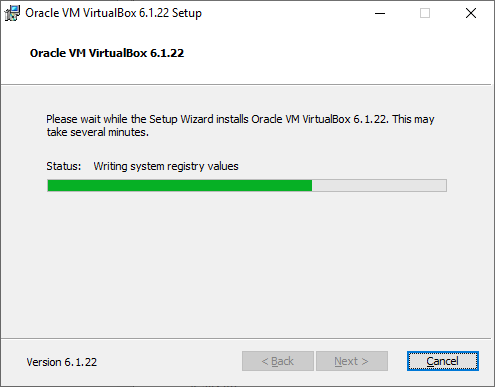 Oracle VM VirtualBox 6.1.22 Setup
Oracle VM VirtualBox 6.1.22
Please wait while the Setup Wizard installs Oracle VM VirtualBox 6.1.22. This may
take several minutes.
Status: Writing system registry values
Version 6.1.22
< Back
Next >
Cancel